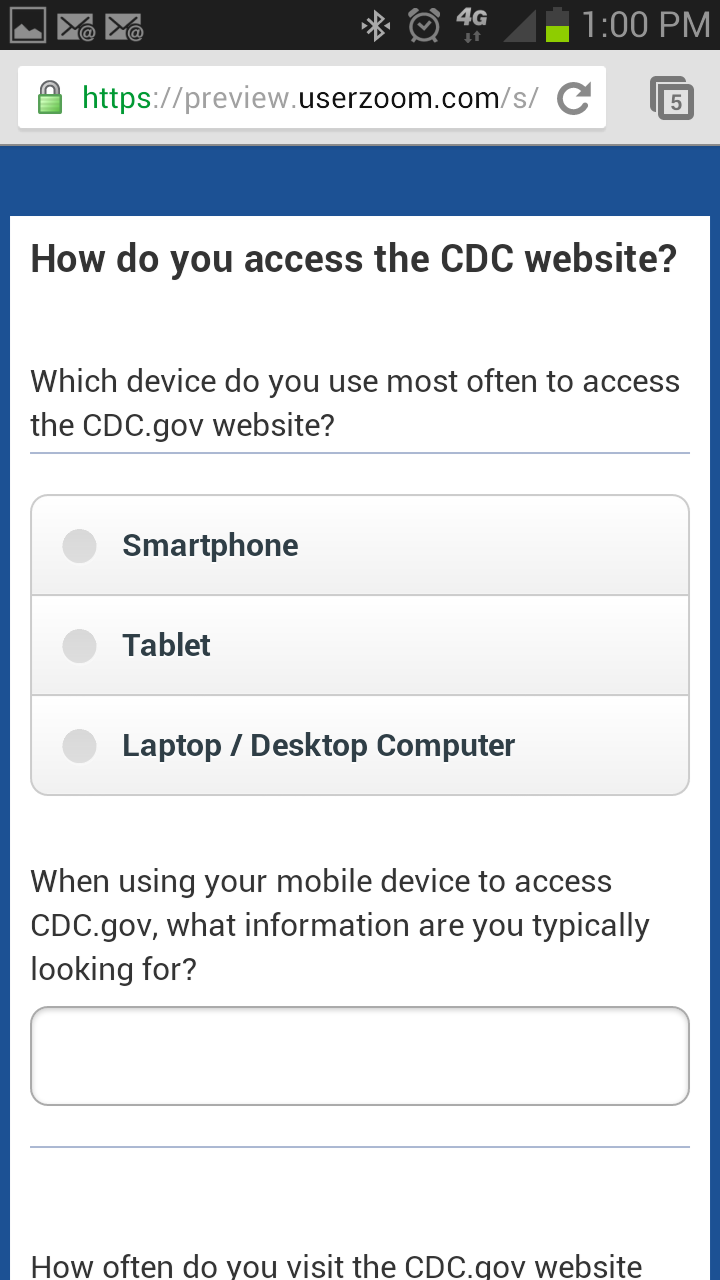 4G 1:00 PM
https://preview.userzoom.com/s/ 5
How do you access the CDC website?
Which device do you use most often to access
the CDC.gov website?
Smartphone
Tablet
Laptop / Desktop Computer
When using your mobile device to access
CDC.gov, what information are you typically
looking for?
How often do you visit the CDC.gov website